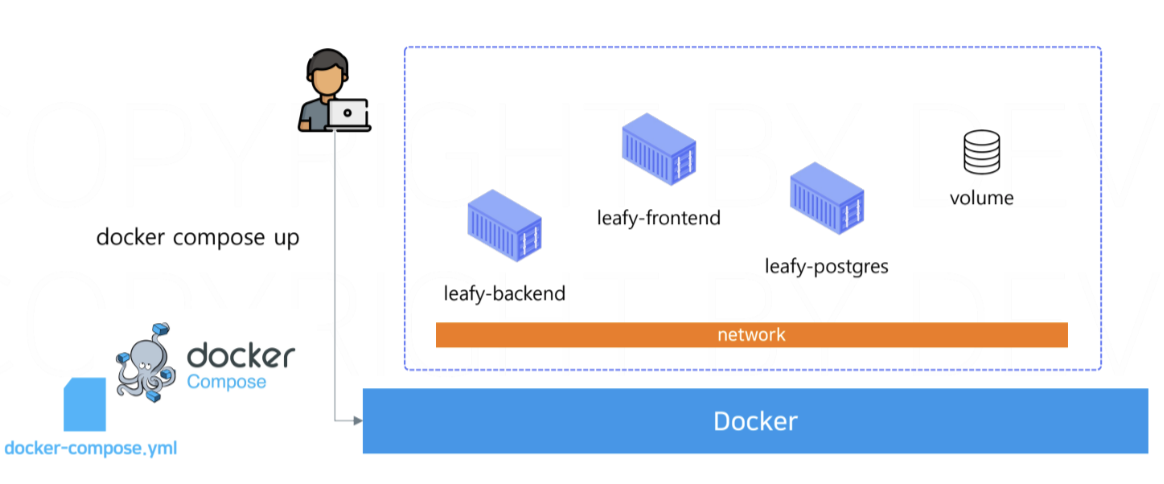 COPYRIGHT BY DEV
volume
leafy-frontend
docker compose up
leafy-postgres
leafy-backend
COPYRIGHT BY DEV
network
docker
Compose
Docker
docker-compose.yml